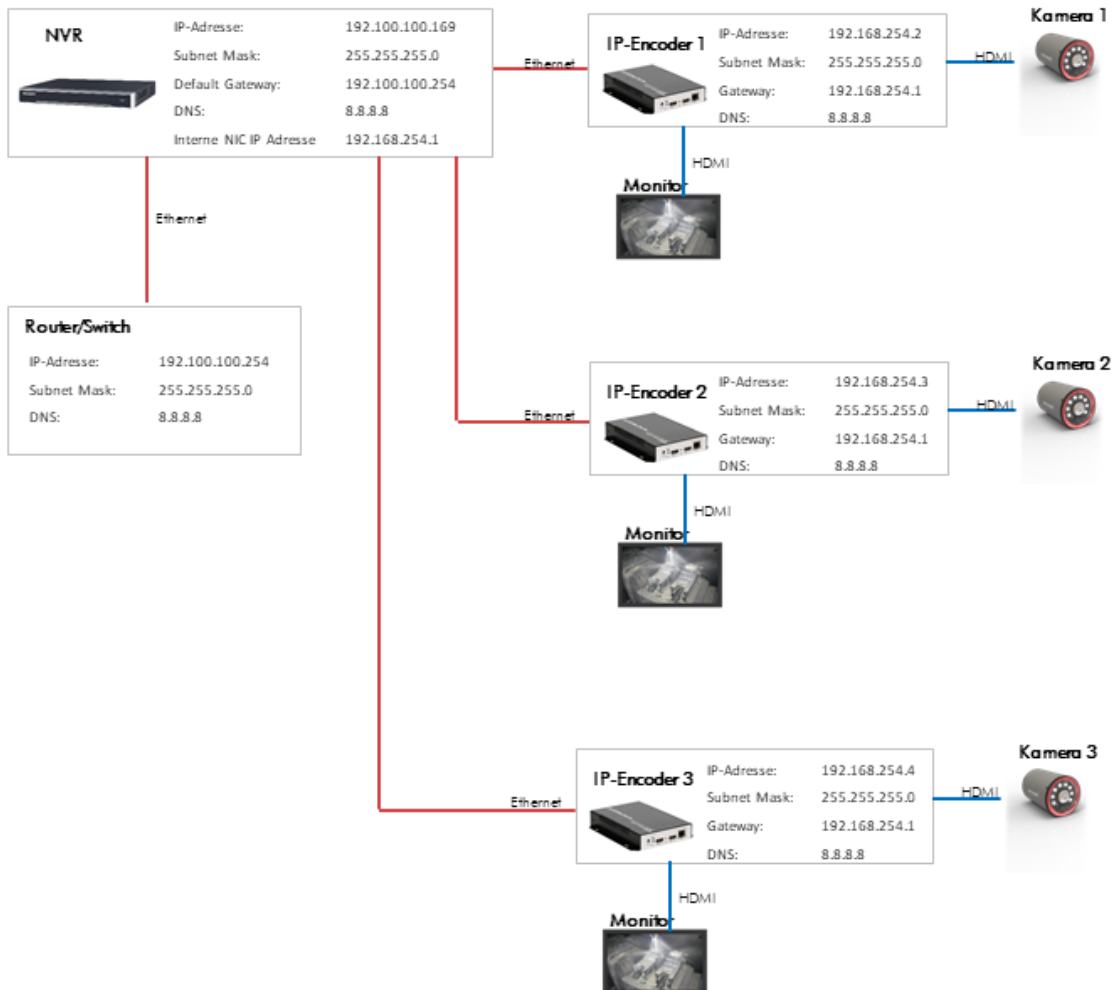 NVR
IP-Adresse: 192.100.100.169
Subnet Mask: 255.255.255.0
Default Gateway: 192.100.100.254
DNS: 8.8.8.8
Interne NIC IP Adresse 192.168.254.1
Ethernet
IP-Encoder 1
IP-Adresse: 192.168.254.2
Subnet Mask: 255.255.255.0
Gateway: 192.168.254.1
DNS: 8.8.8.8
HDMI
Kamera 1
HDMI
Monitor
Ethernet
Router/Switch
IP-Adresse: 192.100.100.254
Subnet Mask: 255.255.255.0
DNS: 8.8.8.8
Ethernet
IP-Encoder 2
IP-Adresse: 192.168.254.3
Subnet Mask: 255.255.255.0
Gateway: 192.168.254.1
DNS: 8.8.8.8
HDMI
Kamera 2
HDMI
Monitor
Ethernet
IP-Encoder 3
IP-Adresse: 192.168.254.4
Subnet Mask: 255.255.255.0
Gateway: 192.168.254.1
DNS: 8.8.8.8
HDMI
Kamera 3
HDMI
Monitor